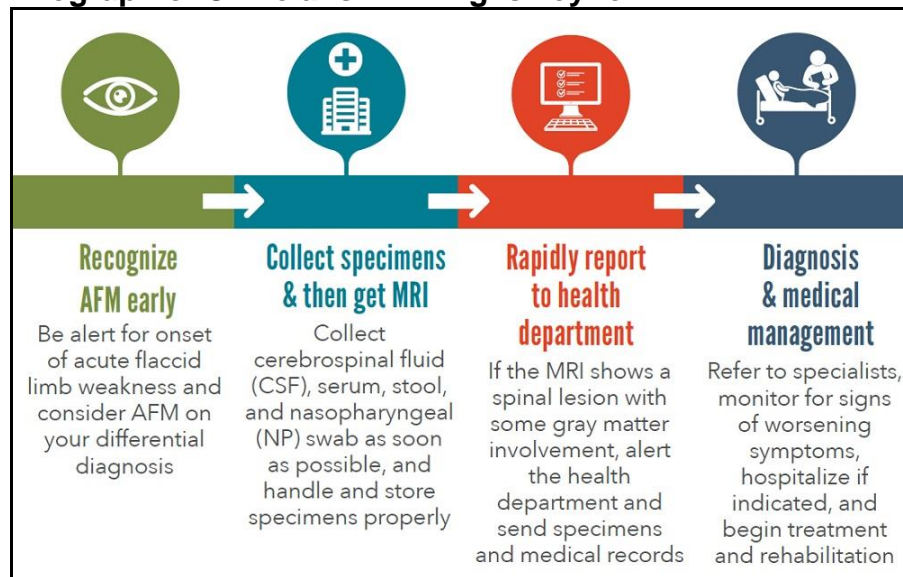 Recognize
AFM early
Be alert for onset
of acute flaccid
limb weakness and
consider AFM on
your differential
diagnosis
Collect specimens
& then get MRI
Collect
cerebrospinal fluid
(CSF), serum, stool,
and nasopharyngeal
(NP) swab as soon
as possible, and
handle and store
specimens properly
Rapidly report
to health
department
If the MRI shows a
spinal lesion with
some gray matter
involvement, alert
the health
department and
send specimens
and medical records
Diagnosis
& medical
management
Refer to specialists,
monitor for signs
of worsening
symptoms,
hospitalize if
indicated, and
begin treatment
and rehabilitation